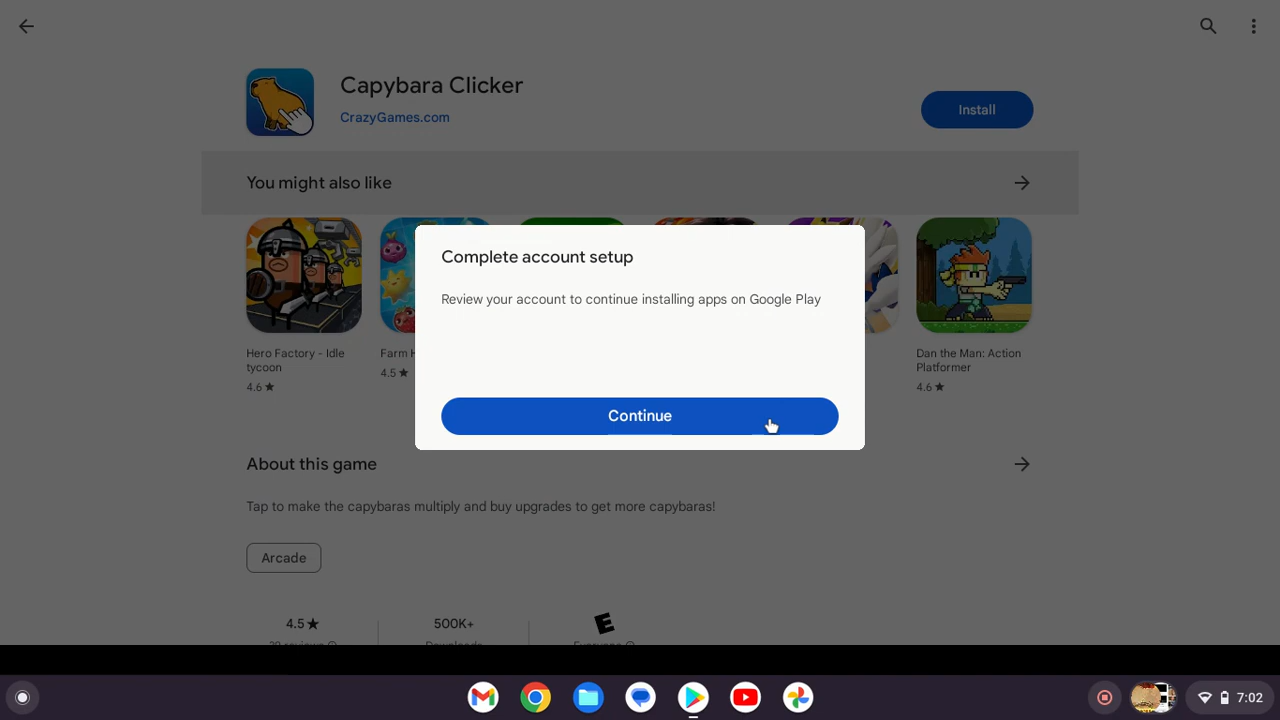 Capybara Clicker
CrazyGames.com
Install
You might also like
Complete account setup
Review your account to continue installing apps on Google Play
Continue
Hero Factory - Idle
tycoon
4.6 ★
Farm H
4.5 ★
Dan the Man: Action
Platformer
4.6 ★
About this game
Tap to make the capybaras multiply and buy upgrades to get more capybaras!
Arcade
4.5 ★
500K+
E
Downloads
Everyone
7:02